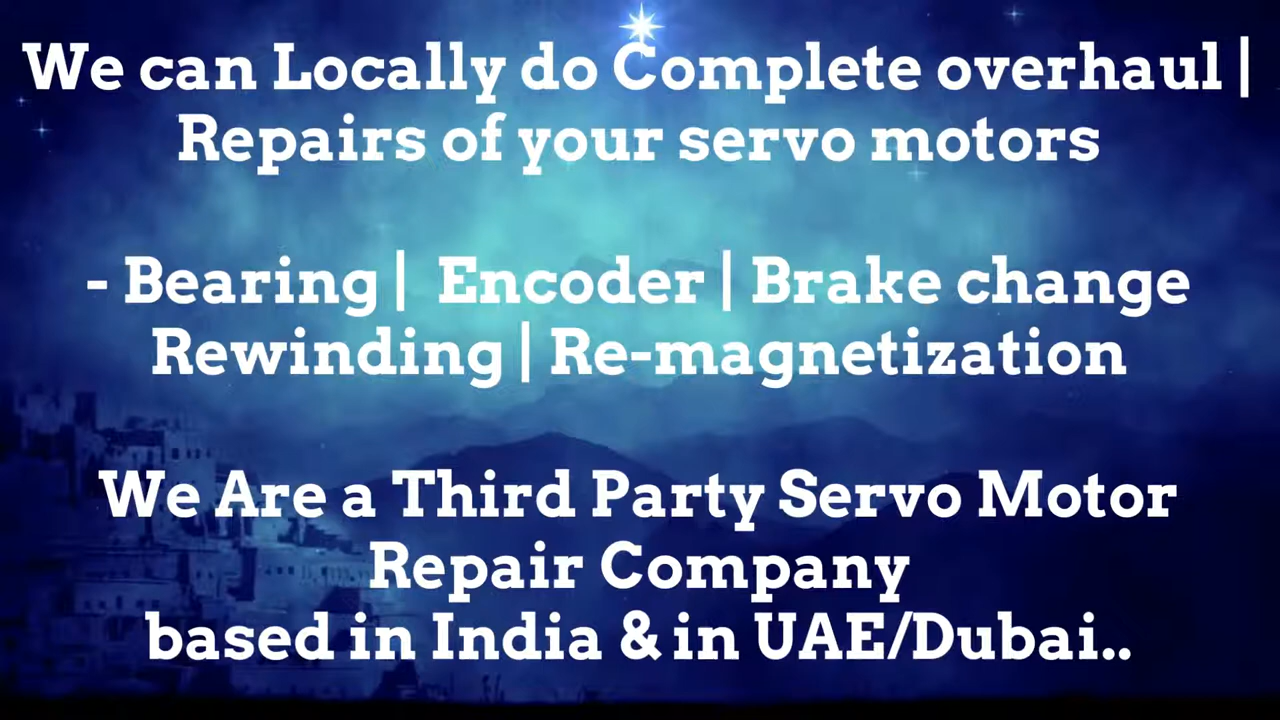 We can Locally do Complete overhaul |
Repairs of your servo motors
- Bearing | Encoder | Brake change
Rewinding | Re-magnetization
We Are a Third Party Servo Motor
Repair Company
based in India & in UAE/Dubai..